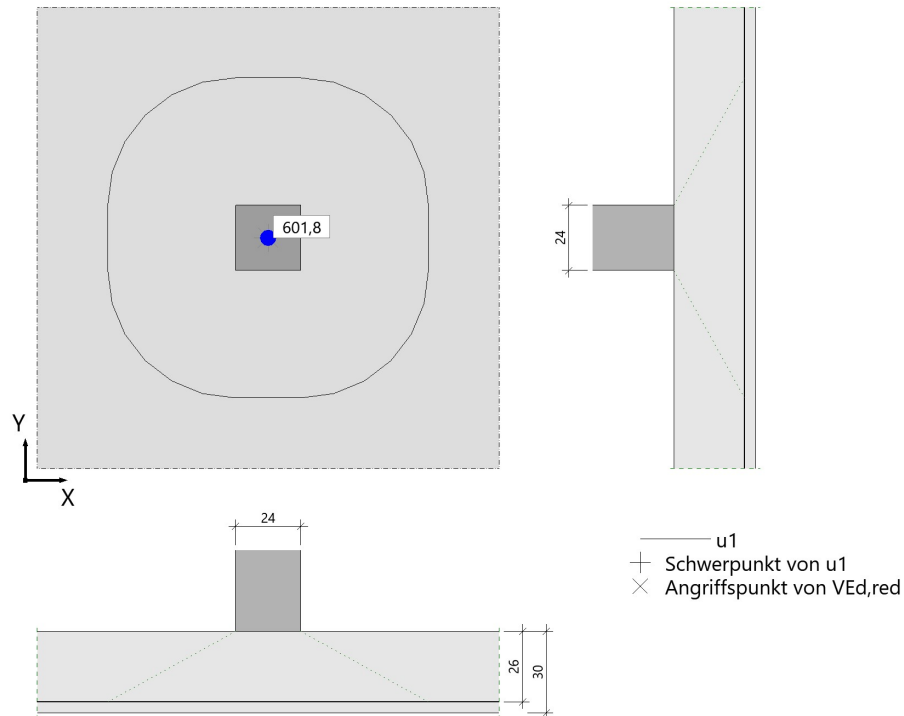 601,8
24
Y
X
24
u1
Schwerpunkt von u1
Angriffspunkt von VEd,red
26
30